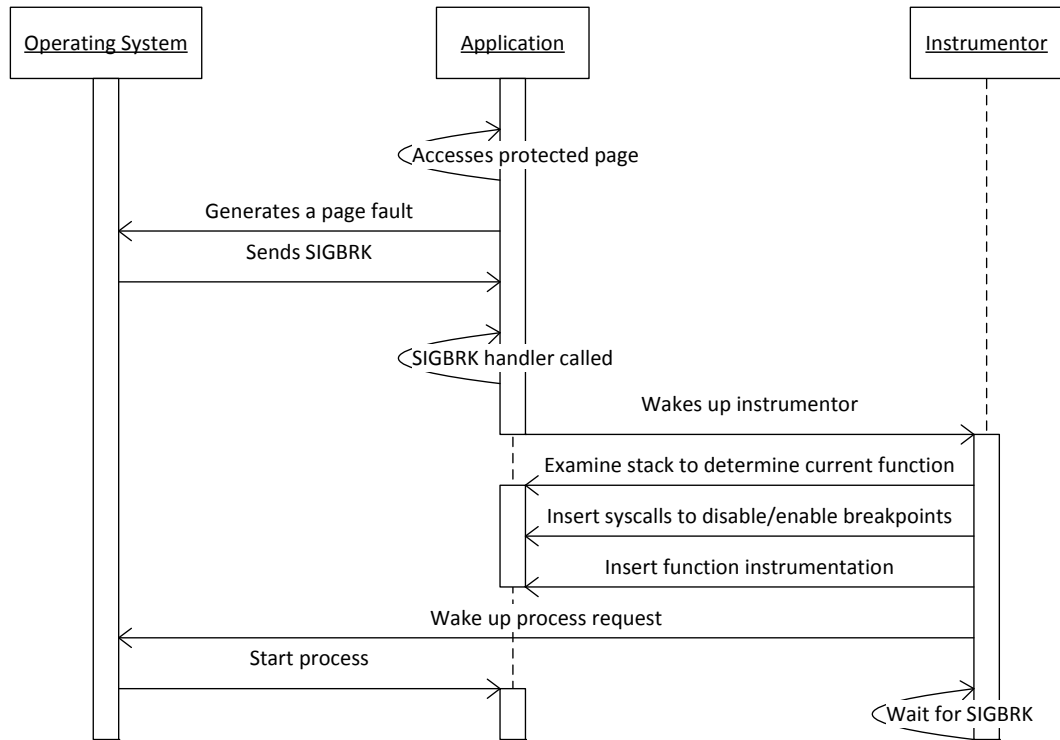 Operating System
Application
Instrumentor
Accesses protected page
Generates a page fault
Sends SIGBRK
SIGBRK handler called
Wakes up instrumentor
Examine stack to determine current function
Insert syscalls to disable/enable breakpoints
Insert function instrumentation
Wake up process request
Start process
Wait for SIGBRK